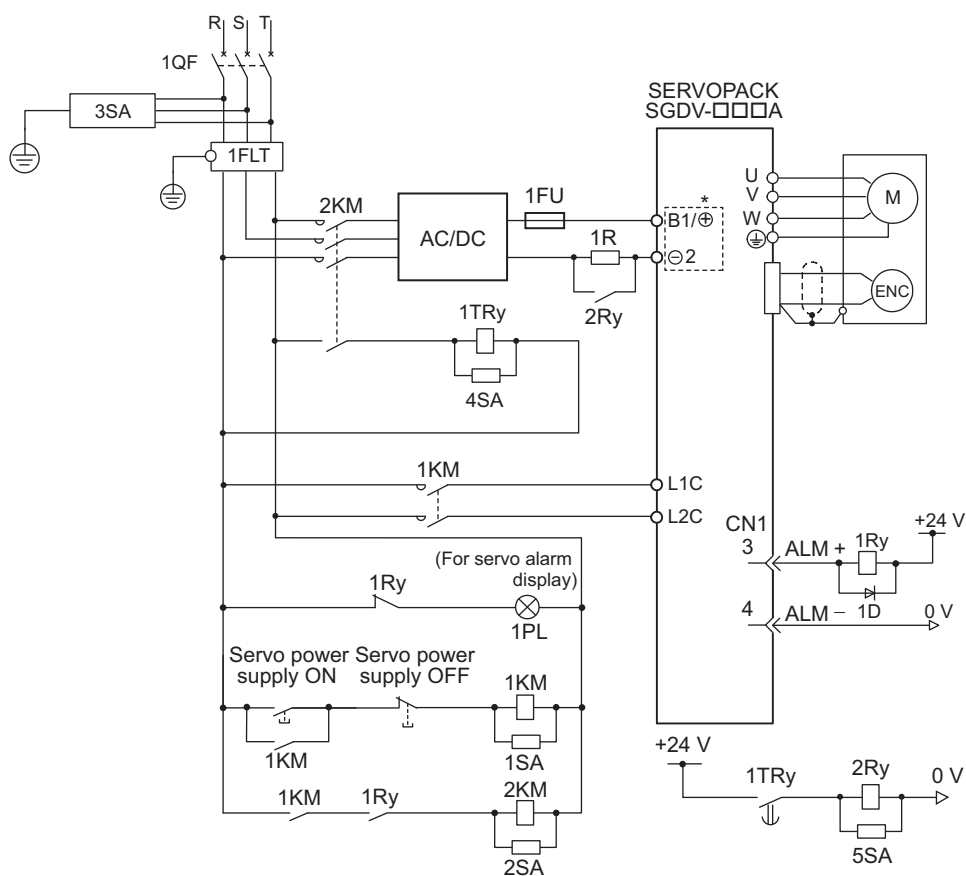 R S T
1QF
3SA
1FLT
SERVOPACK
SGDV-□□□A
2KM
AC/DC
1FU
*
B1/⊕
1R
⊖2
2Ry
U
V
W
M
ENC
1TRy
4SA
1KM
L1C
L2C
CN1
3
ALM +
1Ry
+24 V
1D
4
ALM −
0 V
(For servo alarm
display)
1Ry
1PL
Servo power
supply ON
Servo power
supply OFF
1KM
1KM
1SA
1KM
1Ry
2KM
2SA
+24 V
1TRy
2Ry
0 V
5SA